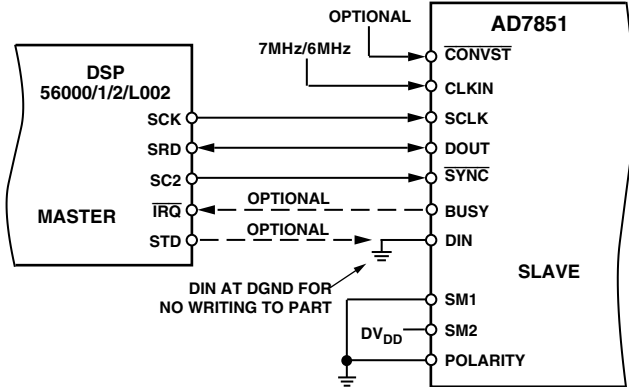 OPTIONAL
AD7851
7MHz/6MHz
CONVST
DSP
56000/1/2/L002
CLKIN
SCK
SCLK
SRD
DOUT
SC2
SYNC
OPTIONAL
MASTER
IRQ
BUSY
OPTIONAL
STD
DIN
DIN AT DGND FOR
NO WRITING TO PART
SLAVE
SM1
DVDD
SM2
POLARITY